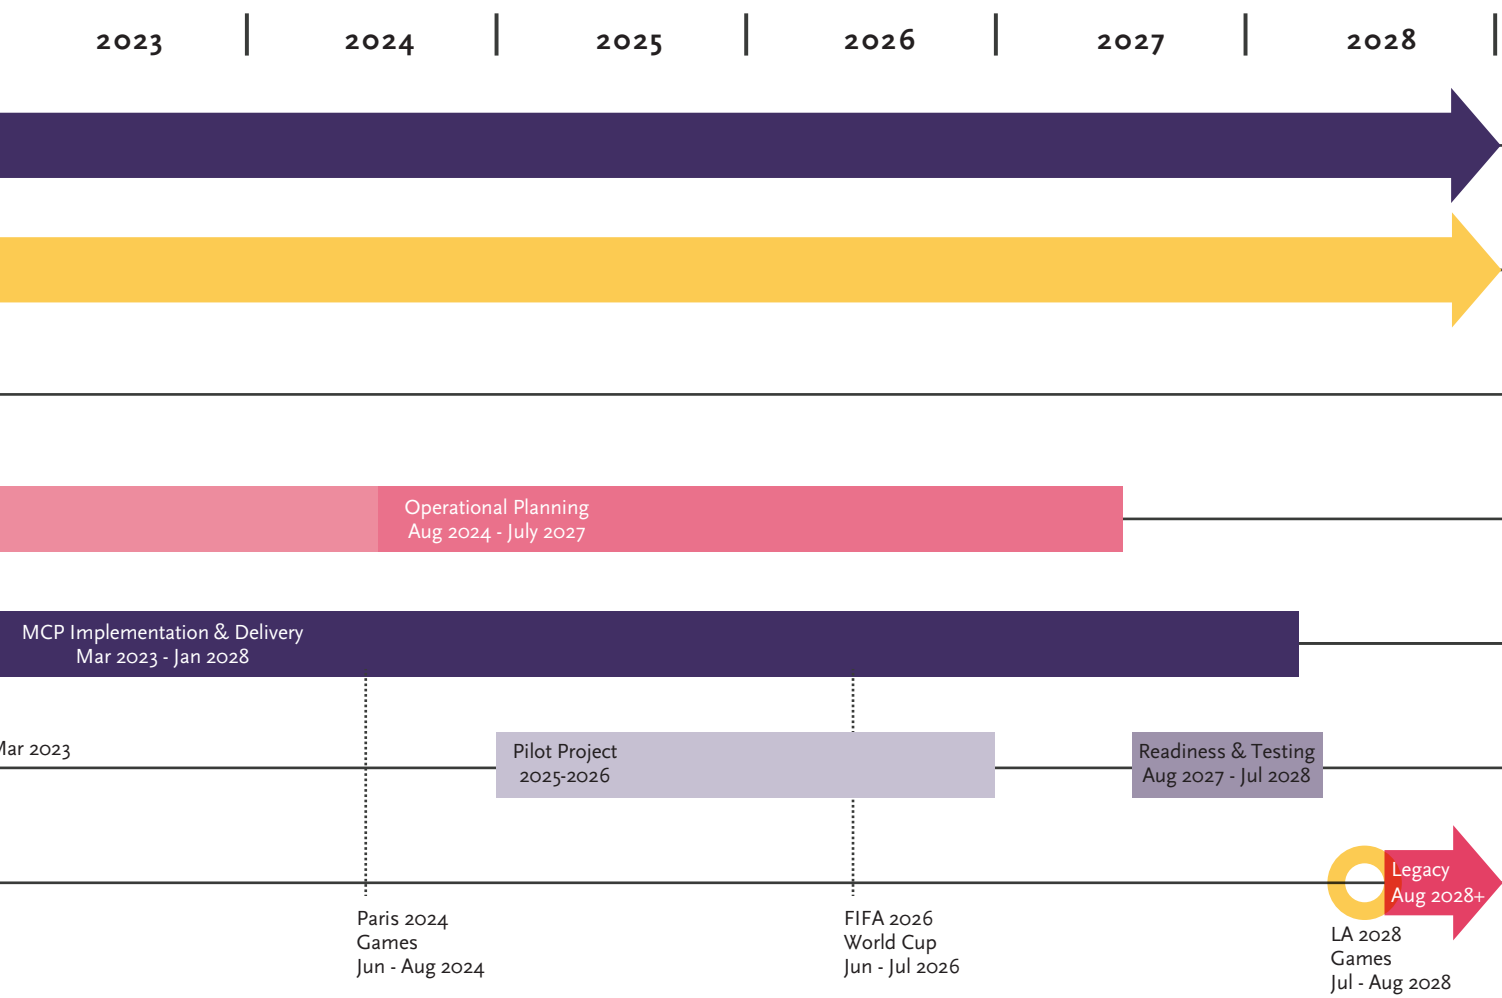 2023 2024 2025 2026 2027 2028
Operational Planning
Aug 2024 - July 2027
MCP Implementation & Delivery
Mar 2023 - Jan 2028
Mar 2023
Pilot Project
2025-2026
Readiness & Testing
Aug 2027 - Jul 2028
Legacy
Aug 2028+
Paris 2024
Games
Jun - Aug 2024
FIFA 2026
World Cup
Jun - Jul 2026
LA 2028
Games
Jul - Aug 2028